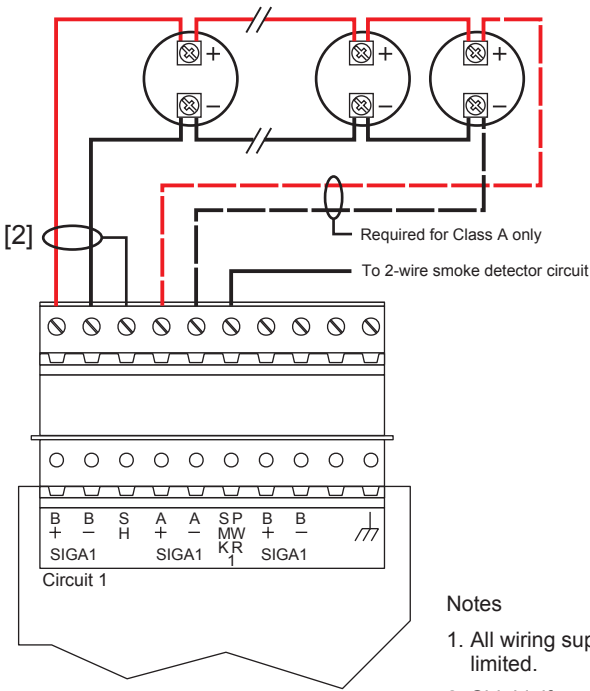 + + +
– – –
[2]
Required for Class A only
To 2-wire smoke detector circuit
B B S A A S P B B
+ – H + – M W + –
K R
SIGA1 SIGA1 1 SIGA1
Circuit 1
Notes
1. All wiring sup
limited.